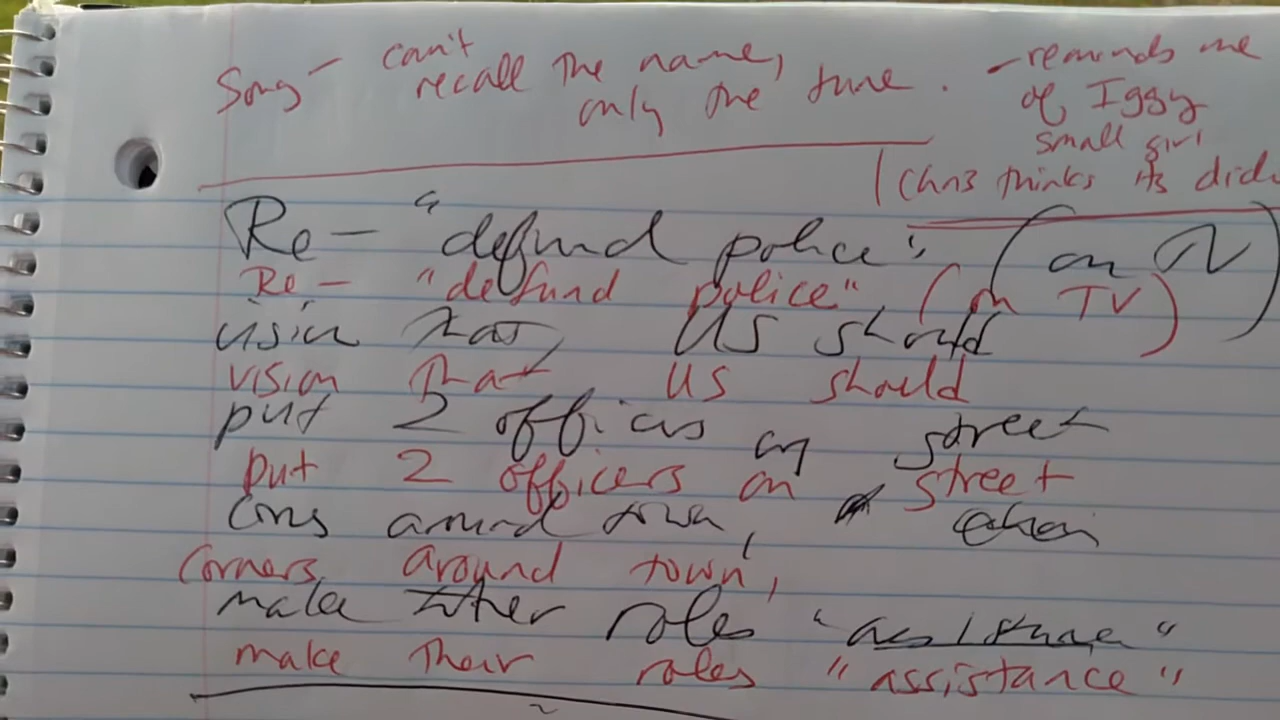 Song - can't
recall the name,
only the tune.
- reminds me
of Iggy
small girl
(Chris thinks its
Re - "defund police", (on TV)
Re - "defund police", (on TV)
vision that, US should
vision that US should
put 2 officers on street
put 2 officers on street
around town,
corners around town,
make their roles "assistance"
make their roles "assistance"